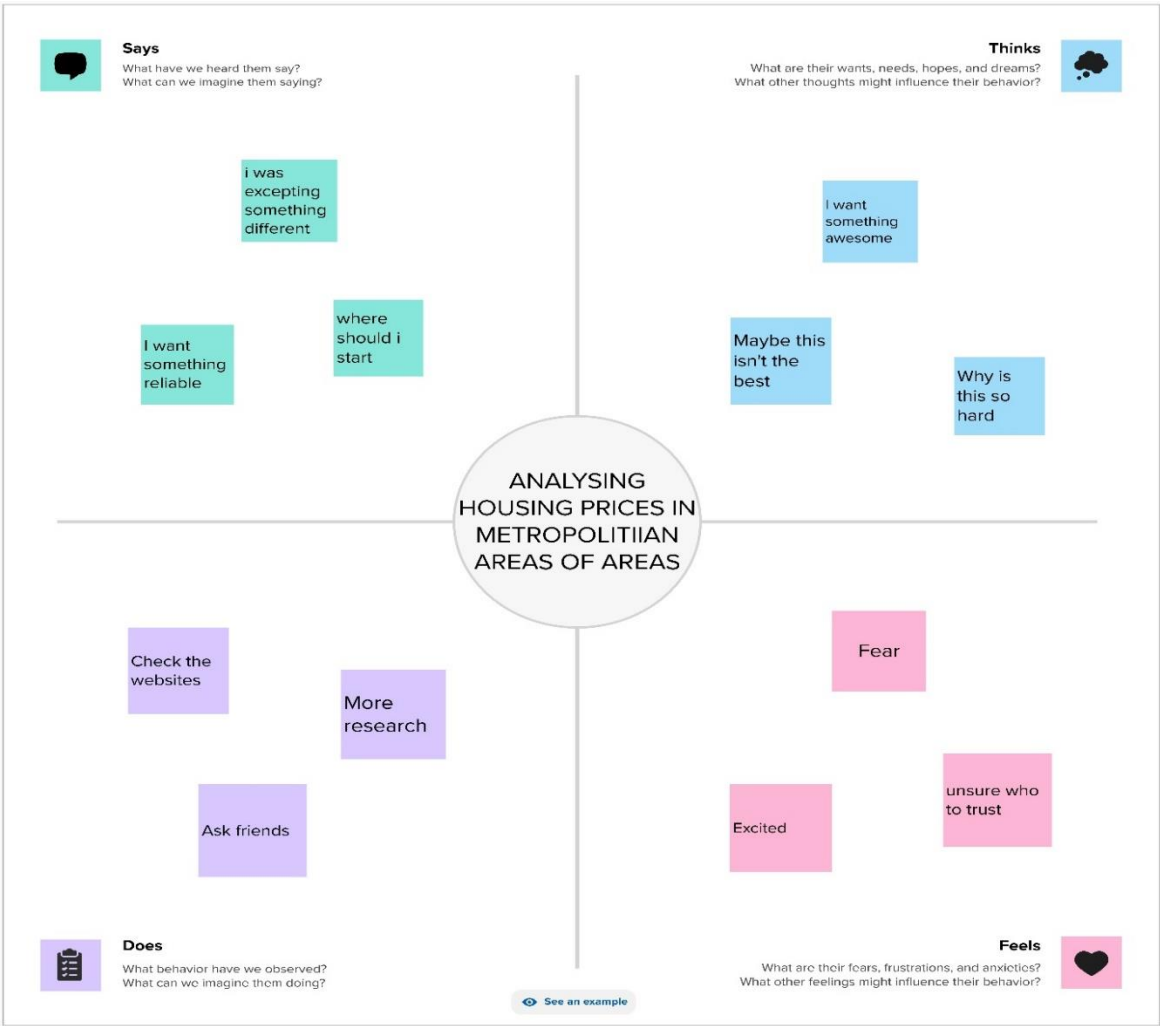 Says
What have we heard them say?
What can we imagine them saying?
Thinks
What are their wants, needs, hopes, and dreams?
What other thoughts might influence their behavior?
i was
excepting
something
different
I want
something
reliable
where
should i
start
I want
something
awesome
Maybe this
isn't the
best
Why is
this so
hard
ANALYSING
HOUSING PRICES IN
METROPOLITIIAN
AREAS OF AREAS
Check the
websites
More
research
Ask friends
Fear
Excited
unsure who
to trust
Does
What behavior have we observed?
What can we imagine them doing?
Feels
What are their fears, frustrations, and anxieties?
What other feelings might influence their behavior?
See an example